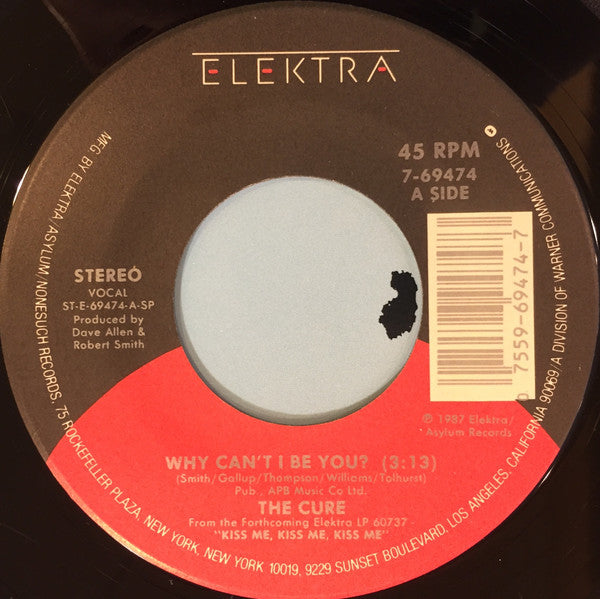 ELEKTRA
45 RPM
7-69474
A SIDE
STEREO
VOCAL
ST-E-69474-A-SP
Produced by
Dave Allen &
Robert Smith
0 7559-69474-7
℗ 1987 Elektra/
Asylum Records
WHY CAN'T I BE YOU? (3:13)
(Smith/Gallup/Thompson/Williams/Tolhurst)
Pub., APB Music Co Ltd.
THE CURE
From the Forthcoming Elektra LP 60737
"KISS ME, KISS ME, KISS ME"
MFG. BY ELEKTRA/ASYLUM/NONESUCH RECORDS, 75 ROCKEFELLER PLAZA, NEW YORK, NEW YORK 10019, 9229 SUNSET BOULEVARD, LOS ANGELES, CALIFORNIA 90069/A DIVISION OF WARNER COMMUNICATIONS